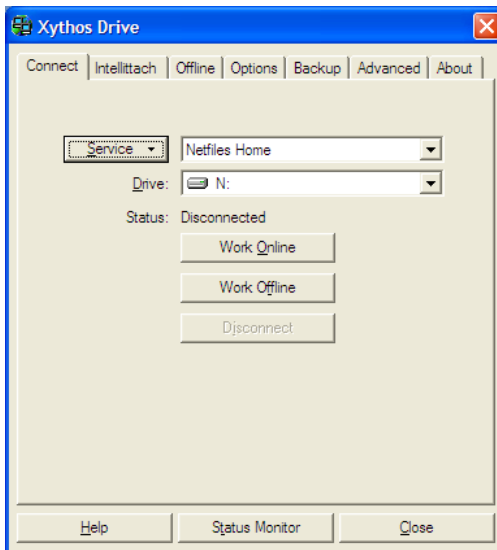 Xythos Drive
Connect Intellittach Offline Options Backup Advanced About
Service Netfiles Home
Drive: N:
Status: Disconnected
Work Online
Work Offline
Disconnect
Help Status Monitor Close